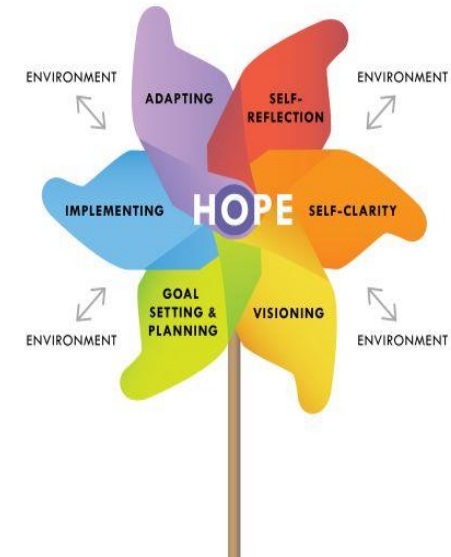 ENVIRONMENT
ENVIRONMENT
ADAPTING
SELF-
REFLECTION
IMPLEMENTING
HOPE
SELF-CLARITY
GOAL
SETTING &
PLANNING
VISIONING
ENVIRONMENT
ENVIRONMENT